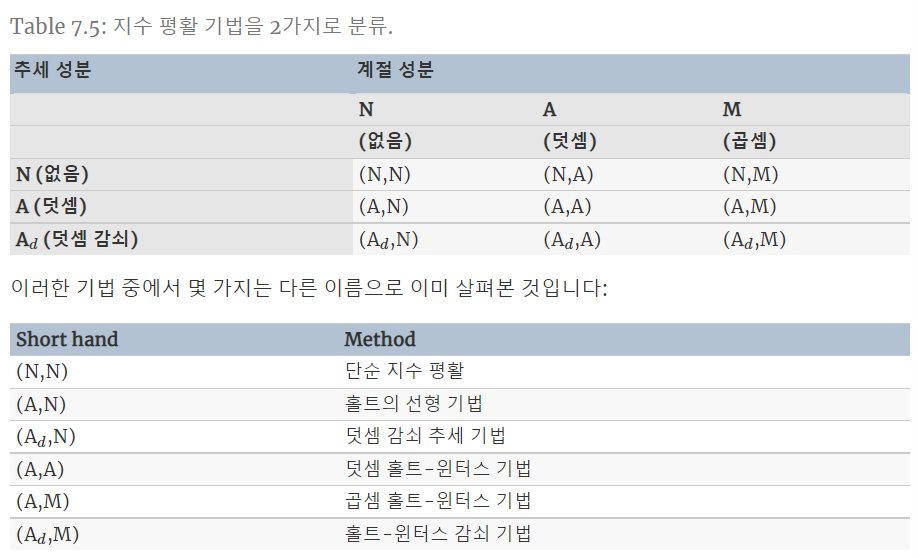 Table 7.5: 지수 평활 기법을 2가지로 분류.
추세 성분 계절 성분
N A M
(없음) (덧셈) (곱셈)
N (없음) (N,N) (N,A) (N,M)
A (덧셈) (A,N) (A,A) (A,M)
A_d (덧셈 감쇠) (A_d,N) (A_d,A) (A_d,M)
이러한 기법 중에서 몇 가지는 다른 이름으로 이미 살펴본 것입니다:
Short hand Method
(N,N) 단순 지수 평활
(A,N) 홀트의 선형 기법
(A_d,N) 덧셈 감쇠 추세 기법
(A,A) 덧셈 홀트-윈터스 기법
(A,M) 곱셈 홀트-윈터스 기법
(A_d,M) 홀트-윈터스 감쇠 기법